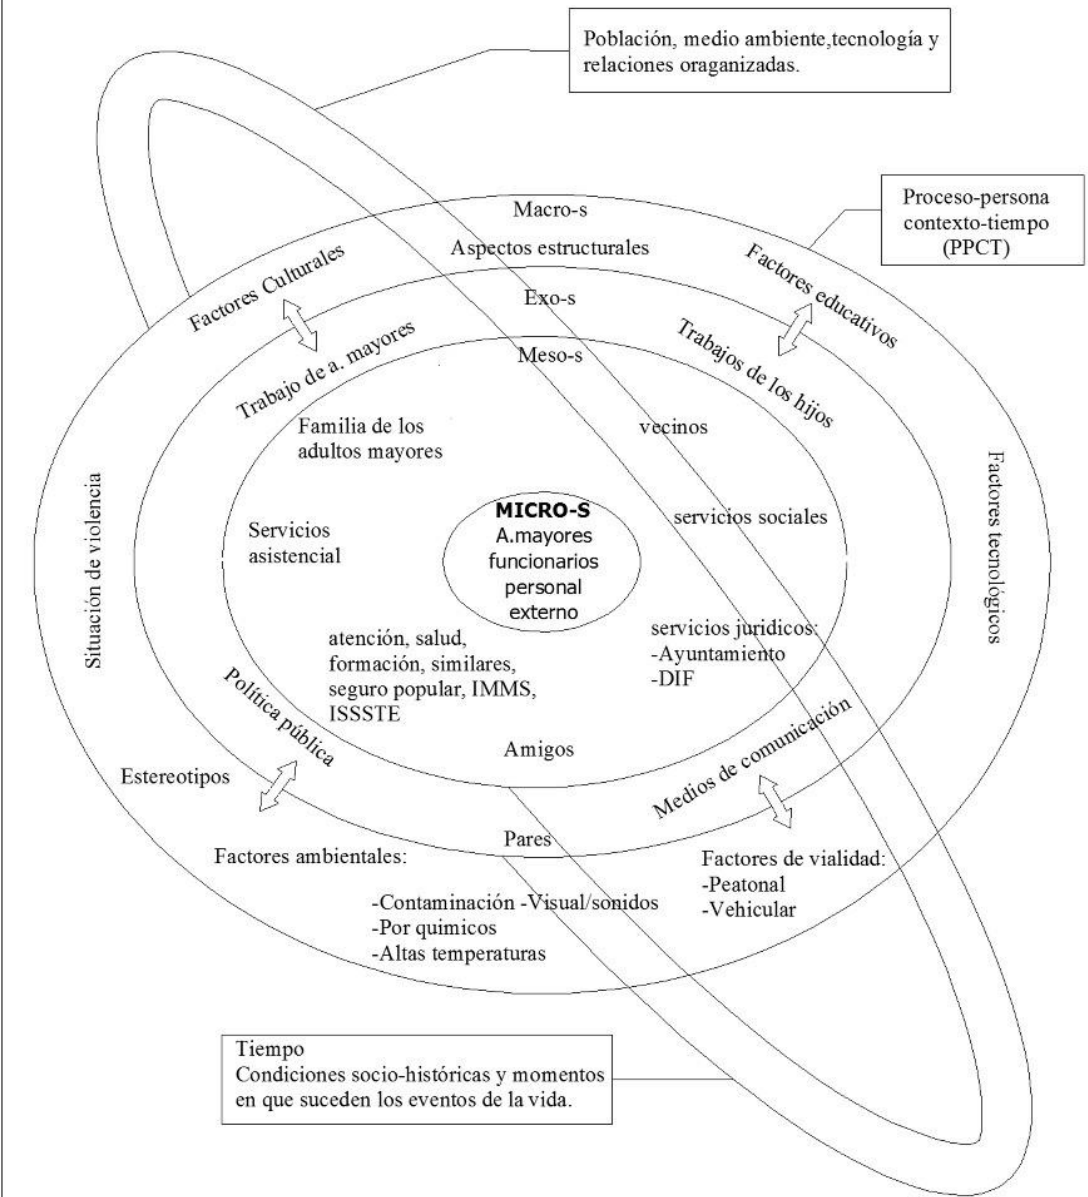 Población, medio ambiente,tecnología y
relaciones oraganizadas.
Proceso-persona
contexto-tiempo
(PPCT)
Macro-s
Aspectos estructurales
Factores Culturales
Factores educativos
Exo-s
Trabajo de a. mayores
Trabajos de los hijos
Meso-s
Familia de los
adultos mayores
vecinos
Situación de violencia
Factores tecnológicos
Servicios
asistencial
MICRO-S
A.mayores
funcionarios
personal
externo
servicios sociales
atención, salud,
formación, similares,
seguro popular, IMMS,
ISSSTE
servicios juridicos:
-Ayuntamiento
-DIF
Política pública
Amigos
Medios de comunicación
Estereotipos
Pares
Factores ambientales:
-Contaminación -Visual/sonidos
-Por quimicos
-Altas temperaturas
Factores de vialidad:
-Peatonal
-Vehicular
Tiempo
Condiciones socio-históricas y momentos
en que suceden los eventos de la vida.